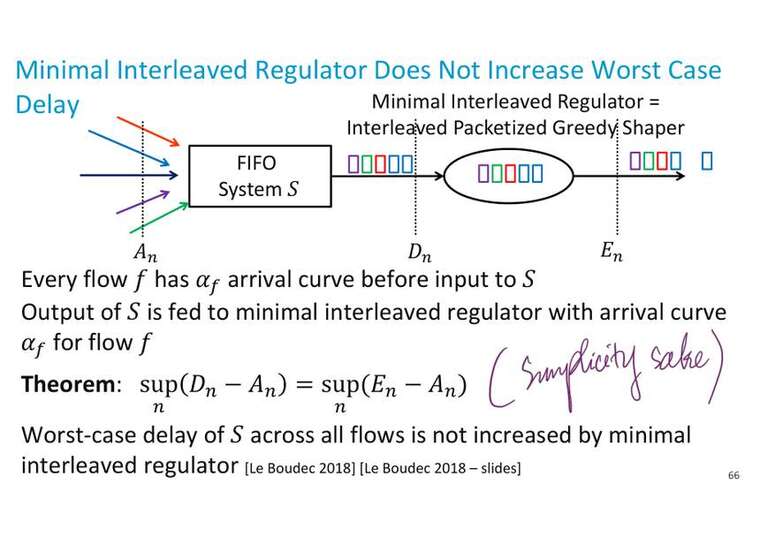 Minimal Interleaved Regulator Does Not Increase Worst Case
Delay
Minimal Interleaved Regulator =
Interleaved Packetized Greedy Shaper
FIFO
System S
Aₙ
Dₙ
Eₙ
Every flow f has α_f arrival curve before input to S
Output of S is fed to minimal interleaved regulator with arrival curve
α_f for flow f
(Simplicity sake)
Theorem: supₙ(Dₙ − Aₙ) = supₙ(Eₙ − Aₙ)
Worst-case delay of S across all flows is not increased by minimal
interleaved regulator [Le Boudec 2018] [Le Boudec 2018 – slides]
66